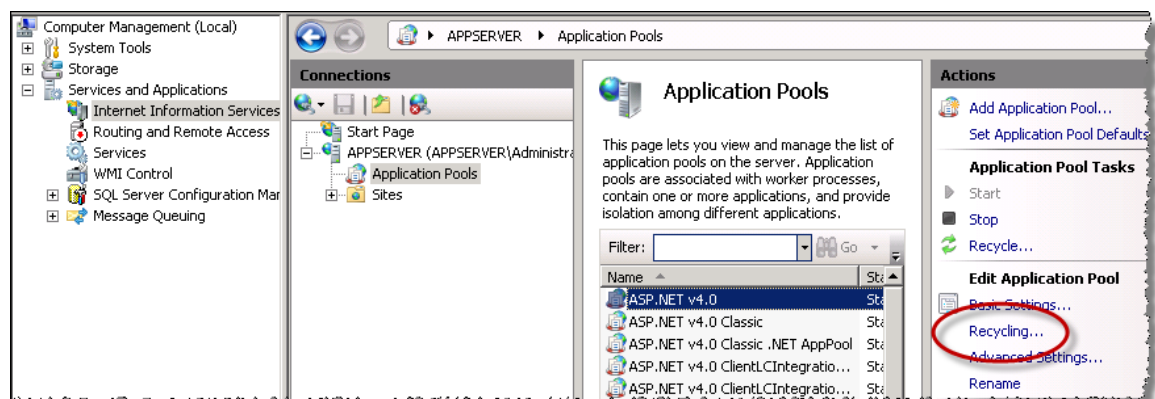 Computer Management (Local)
System Tools
Storage
Services and Applications
Internet Information Services
Routing and Remote Access
Services
WMI Control
SQL Server Configuration Mar
Message Queuing
APPSERVER
Application Pools
Connections
Start Page
APPSERVER (APPSERVER\Administra
Application Pools
Sites
Application Pools
This page lets you view and manage the list of
application pools on the server. Application
pools are associated with worker processes,
contain one or more applications, and provide
isolation among different applications.
Filter:
Go
Name
Sta
ASP.NET v4.0
Sta
ASP.NET v4.0 Classic
Sta
ASP.NET v4.0 Classic .NET AppPool
Sta
ASP.NET v4.0 ClientLCIntegratio...
Sta
ASP.NET v4.0 ClientLCIntegratio...
Sta
Actions
Add Application Pool...
Set Application Pool Defaults
Application Pool Tasks
Start
Stop
Recycle...
Edit Application Pool
Basic Settings...
Recycling...
Advanced Settings...
Rename